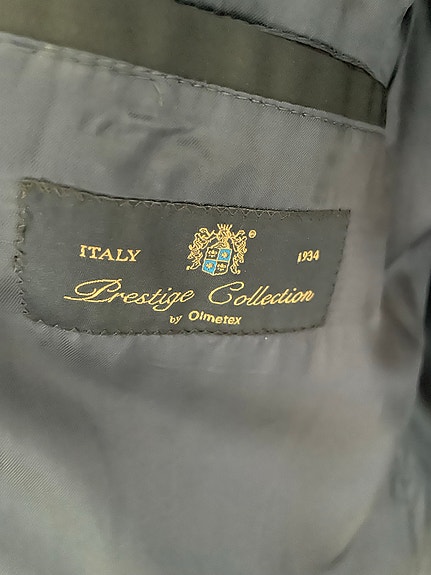 ITALY 1934
Prestige Collection
by Olmetex